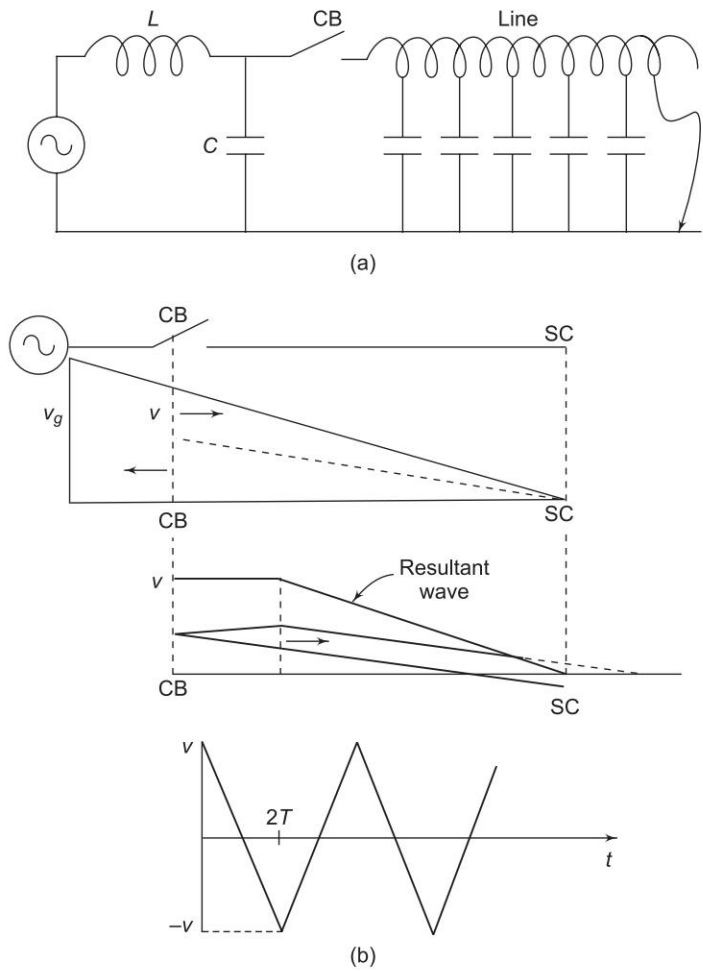 L
CB
Line
C
(a)
CB
SC
v_g
v
CB
SC
Resultant
wave
v
CB
SC
v
2T
t
–v
(b)